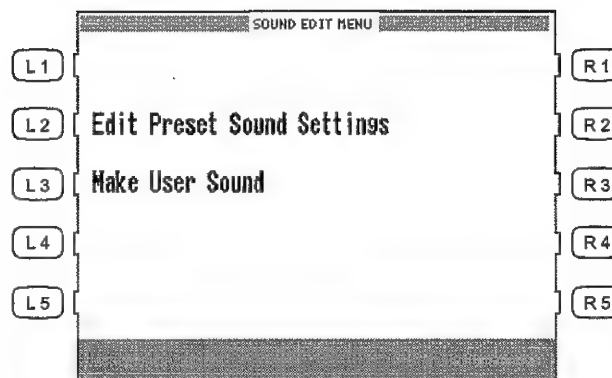 SOUND EDIT MENU
L1 R1
L2 Edit Preset Sound Settings R2
L3 Make User Sound R3
L4 R4
L5 R5